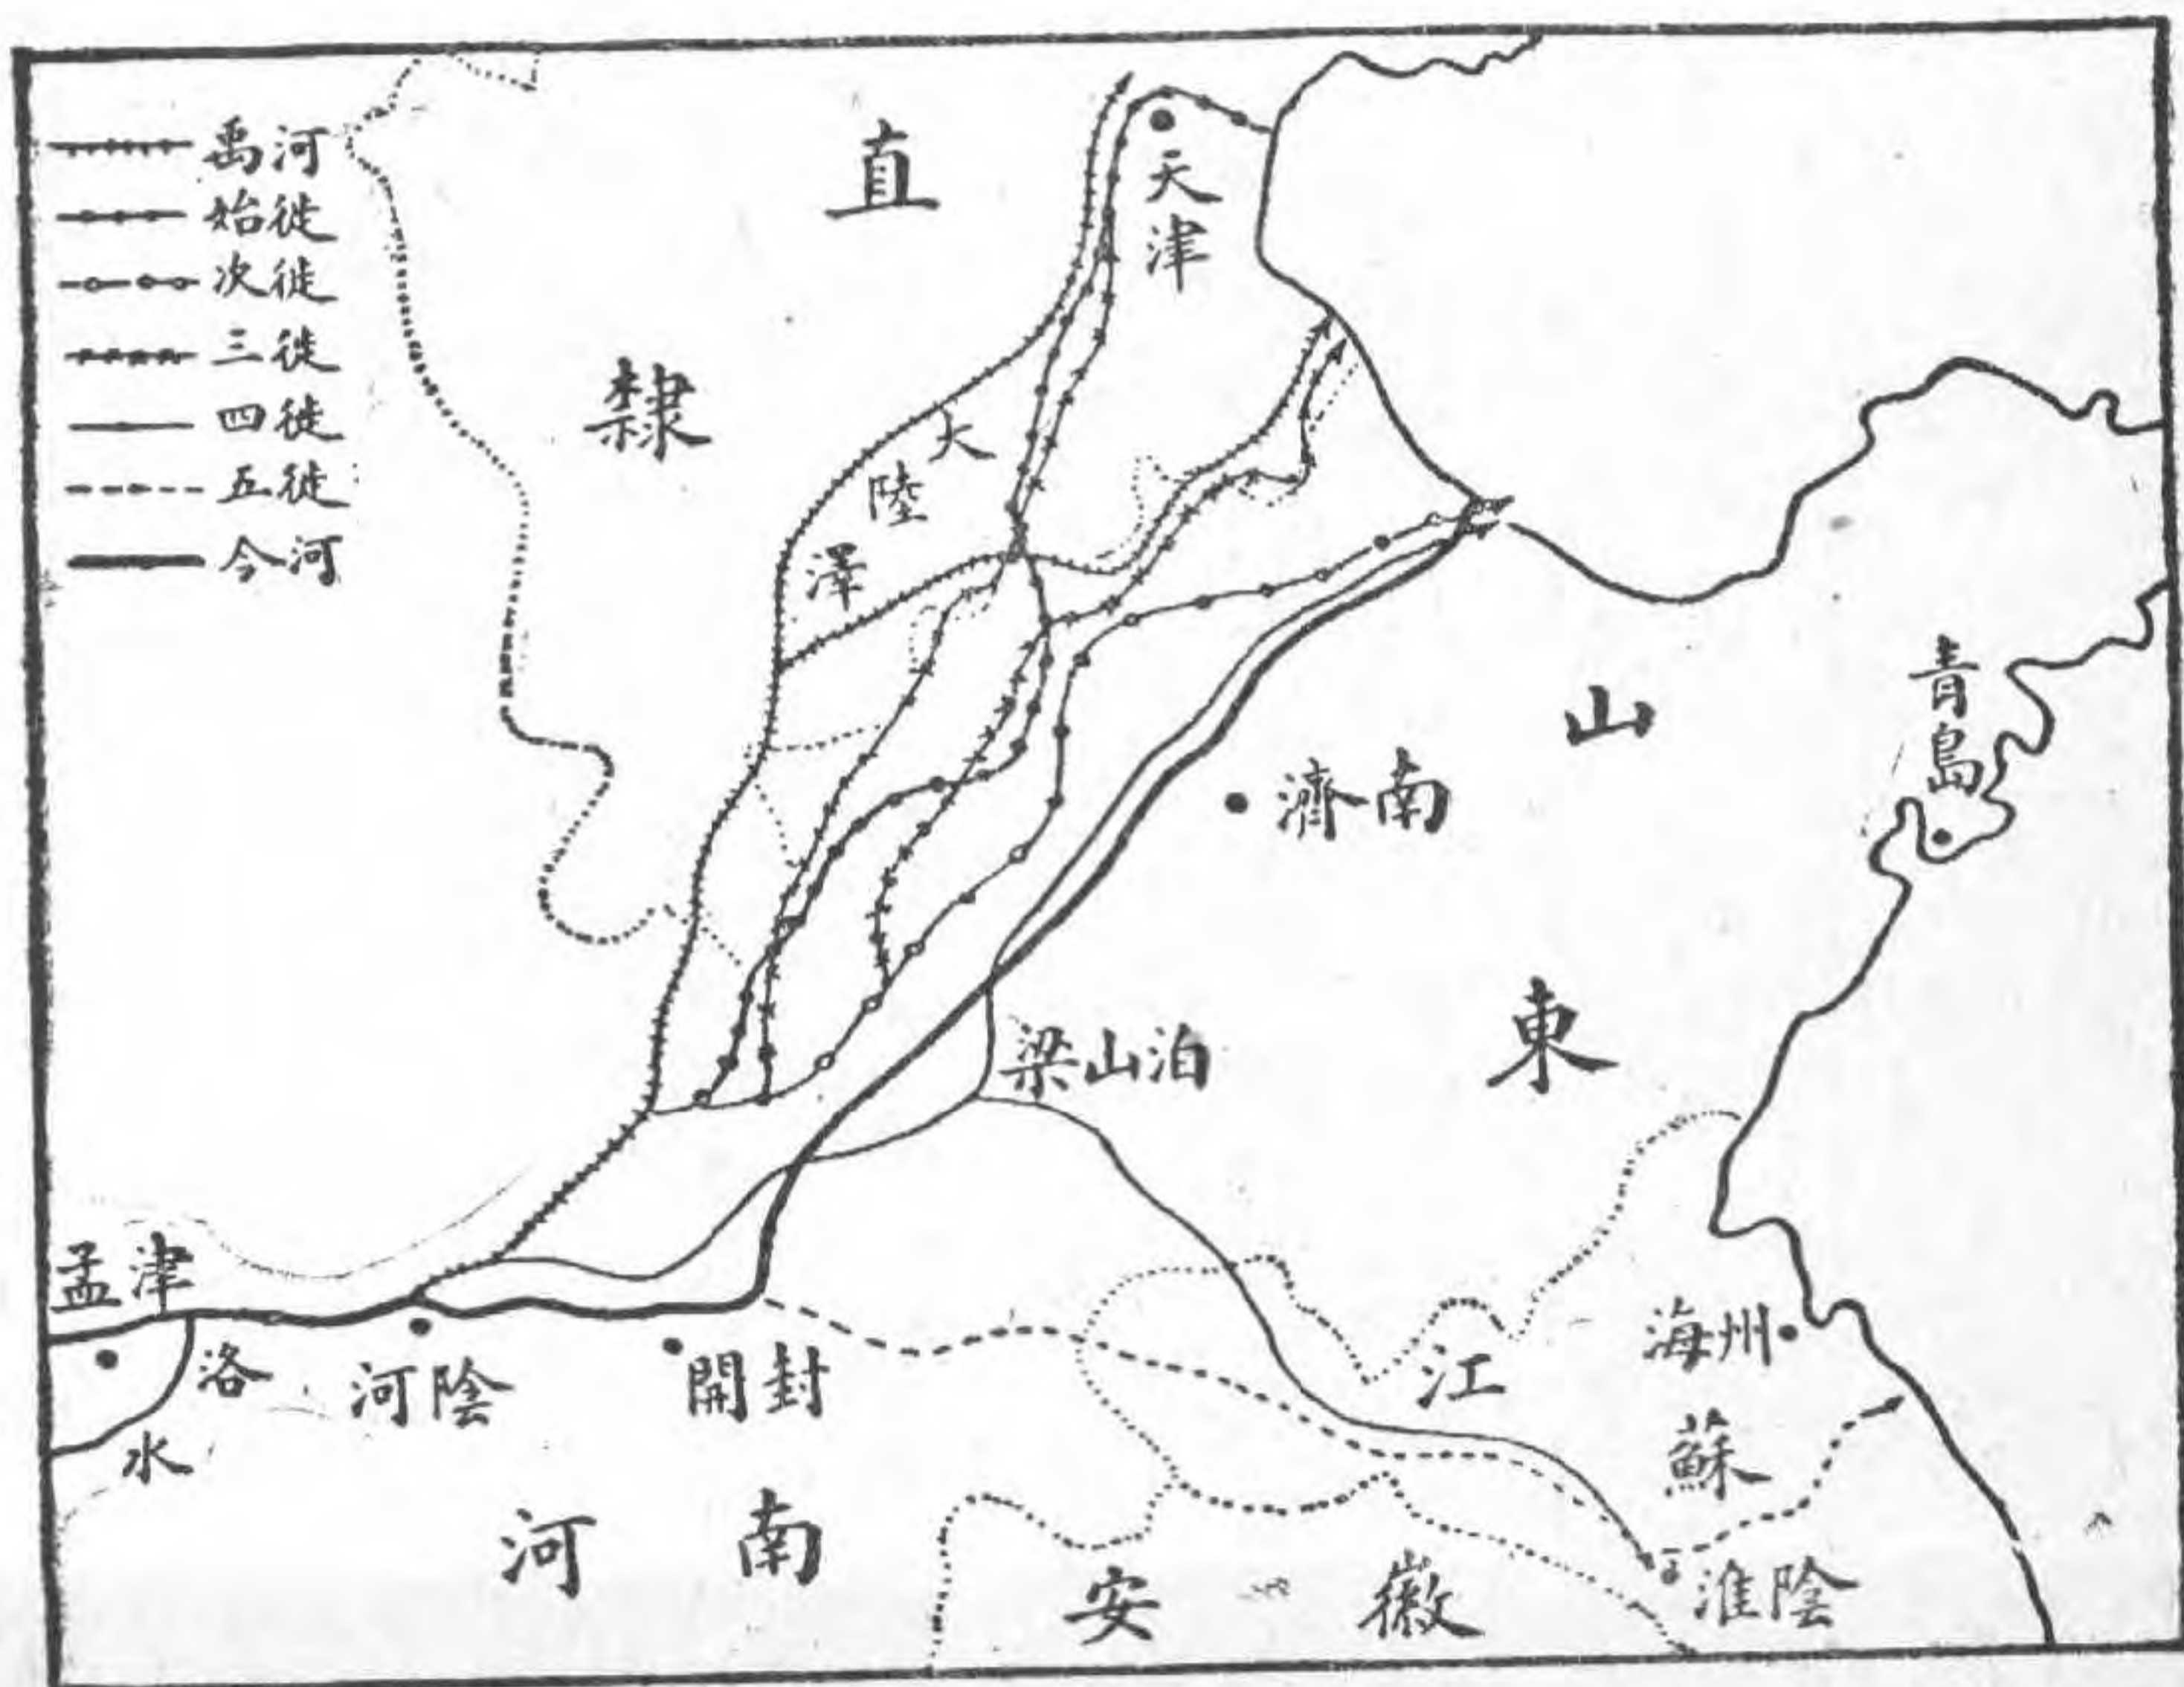 禹河
始徙
次徙
三徙
四徙
五徙
今河
直隸
天津
大陸澤
山東
青島
濟南
梁山泊
孟津
洛水
河陰
開封
河南
安徽
江蘇
海州
淮陰